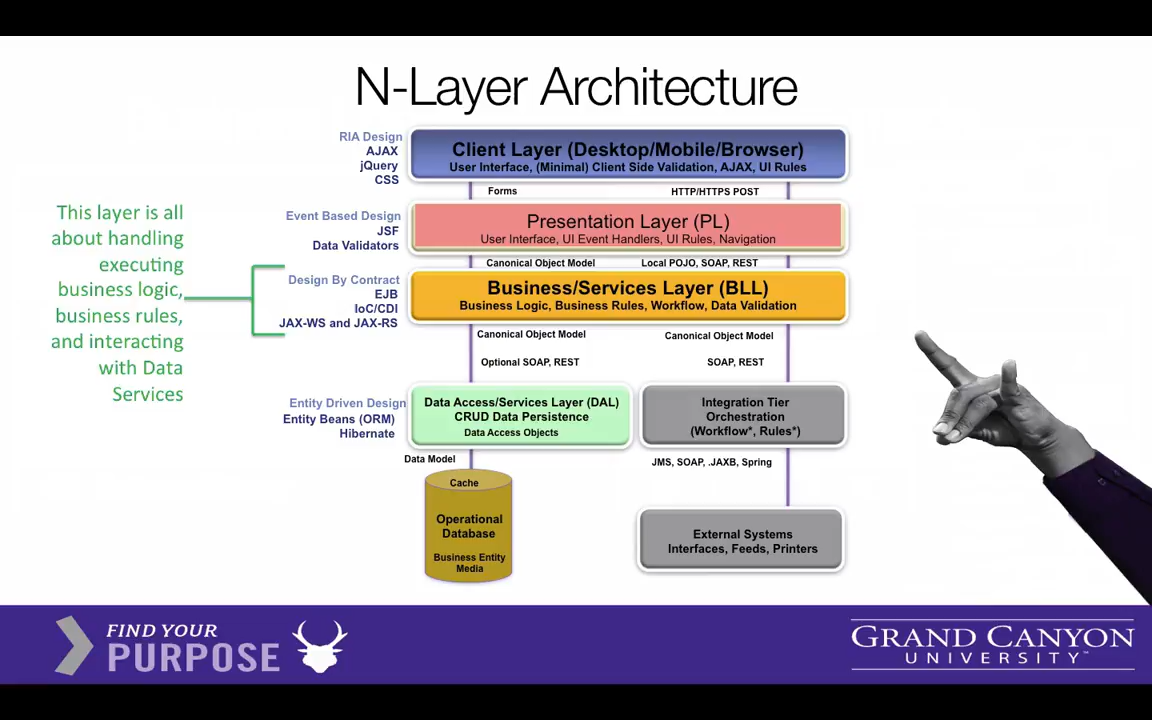 N-Layer Architecture
RIA Design
AJAX
jQuery
CSS
Client Layer (Desktop/Mobile/Browser)
User Interface, (Minimal) Client Side Validation, AJAX, UI Rules
Forms
HTTP/HTTPS POST
Event Based Design
JSF
Data Validators
Presentation Layer (PL)
User Interface, UI Event Handlers, UI Rules, Navigation
Canonical Object Model
Local POJO, SOAP, REST
This layer is all
about handling
executing
business logic,
business rules,
and interacting
with Data
Services
Design By Contract
EJB
IoC/CDI
JAX-WS and JAX-RS
Business/Services Layer (BLL)
Business Logic, Business Rules, Workflow, Data Validation
Canonical Object Model
Canonical Object Model
Optional SOAP, REST
SOAP, REST
Entity Driven Design
Entity Beans (ORM)
Hibernate
Data Access/Services Layer (DAL)
CRUD Data Persistence
Data Access Objects
Integration Tier
Orchestration
(Workflow*, Rules*)
Data Model
JMS, SOAP, .JAXB, Spring
Cache
Operational
Database
Business Entity
Media
External Systems
Interfaces, Feeds, Printers
FIND YOUR
PURPOSE
GRAND CANYON
UNIVERSITY™